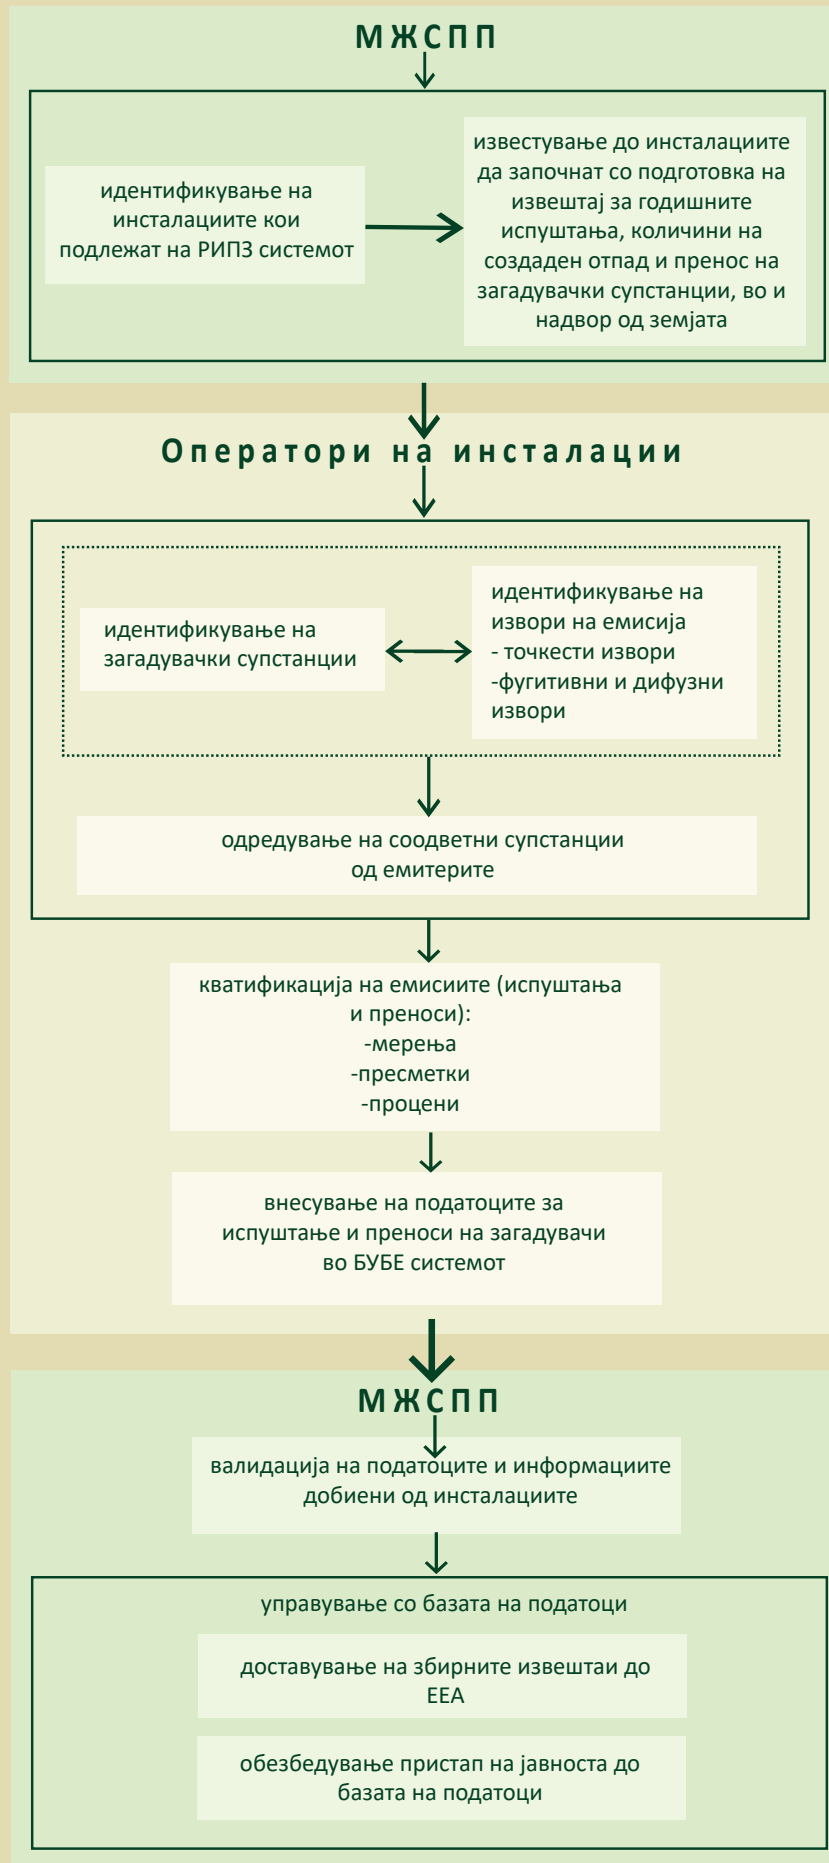 МЖСПП
идентификување на
инсталациите кои
подлежат на РИПЗ системот
известување до инсталациите
да започнат со подготовка на
извештај за годишните
испуштања, количини на
создаден отпад и пренос на
загадувачки супстанции, во и
надвор од земјата
Оператори на инсталации
идентификување на
загадувачки супстанции
идентификување на
извори на емисија
- точкести извори
-фугитивни и дифузни
извори
одредување на соодветни супстанции
од емитерите
кватификација на емисиите (испуштања
и преноси):
-мерења
-пресметки
-процени
внесување на податоците за
испуштање и преноси на загадувачи
во БУБЕ системот
МЖСПП
валидација на податоците и информациите
добиени од инсталациите
управување со базата на податоци
доставување на збирните извештаи до
ЕЕА
обезбедување пристап на јавноста до
базата на податоци